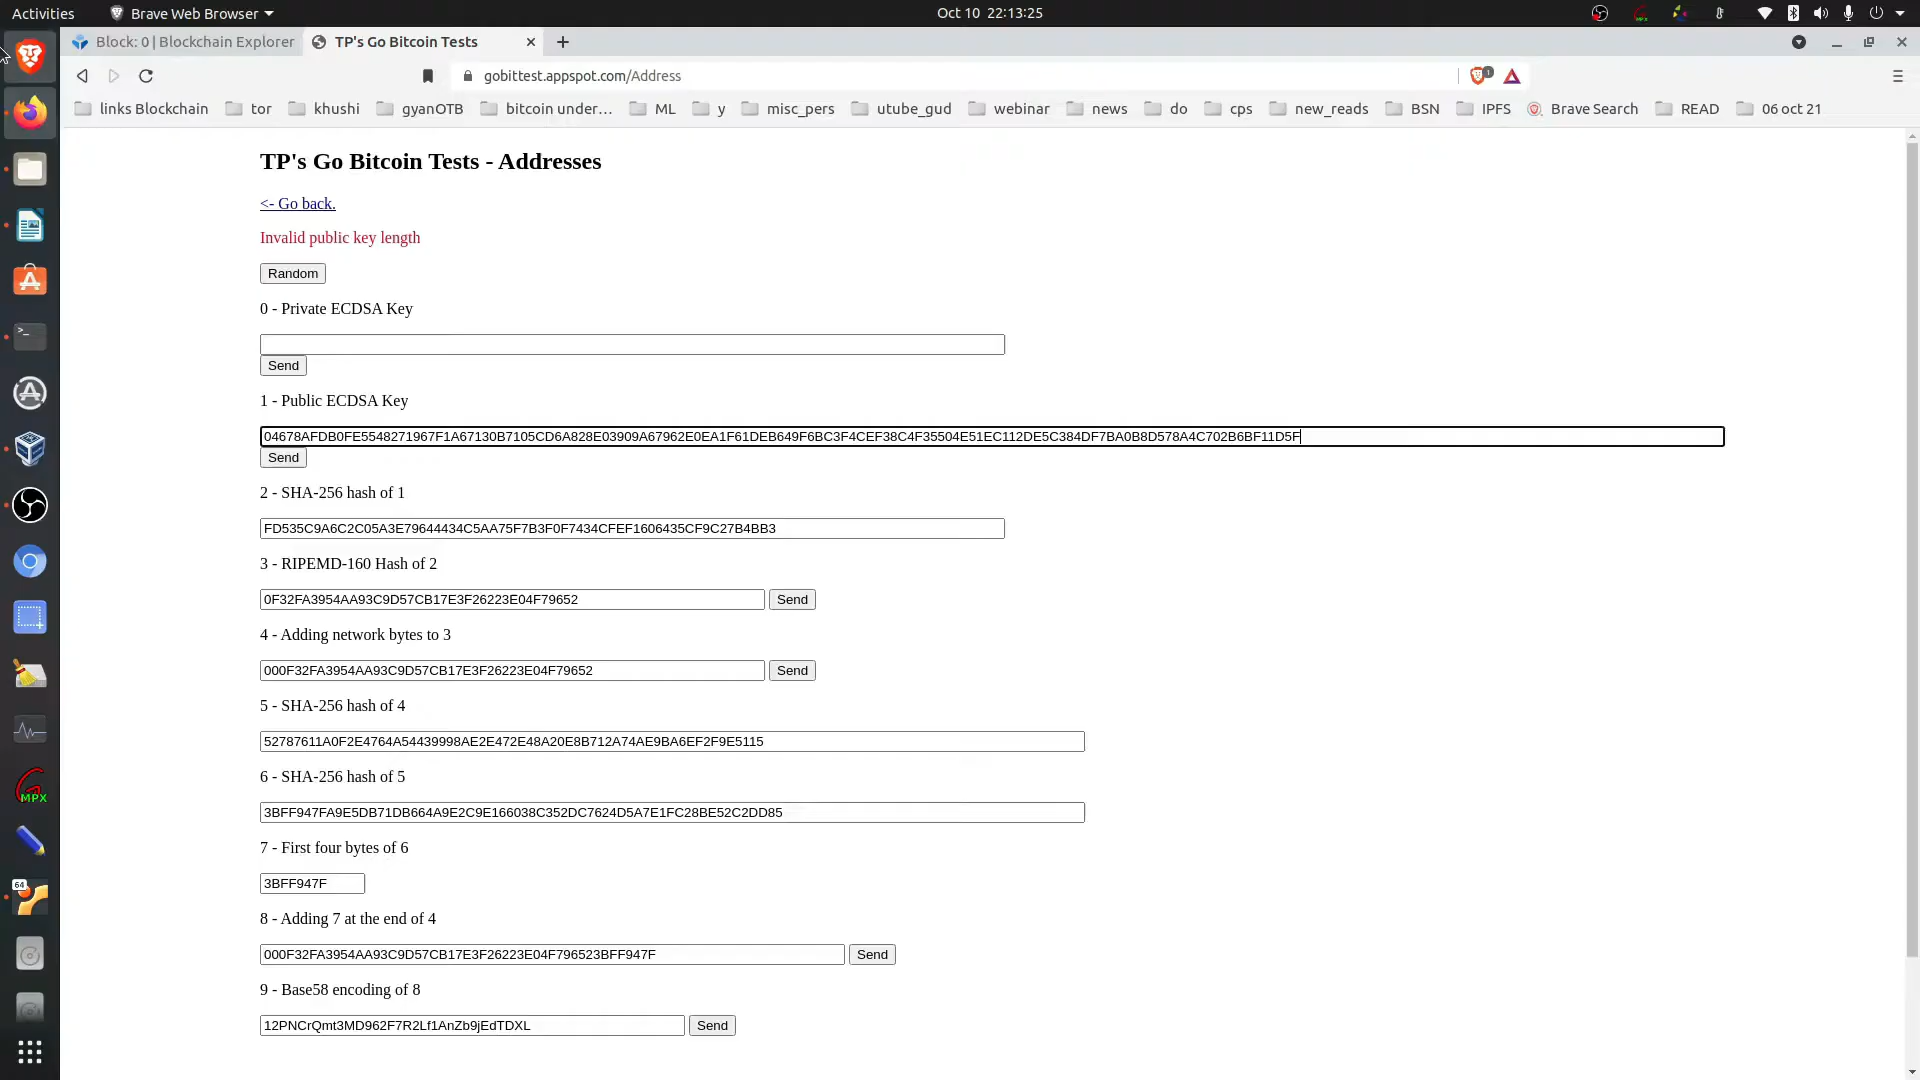 Activities Brave Web Browser Oct 10 22:13:25
Block: 0 | Blockchain Explorer TP's Go Bitcoin Tests
gobittest.appspot.com/Address 1
links Blockchain tor khushi gyanOTB bitcoin under… ML y misc_pers utube_gud webinar news do cps new_reads BSN IPFS Brave Search READ 06 oct 21
TP's Go Bitcoin Tests - Addresses
<- Go back.
Invalid public key length
Random
0 - Private ECDSA Key
Send
1 - Public ECDSA Key
04678AFDB0FE5548271967F1A67130B7105CD6A828E03909A67962E0EA1F61DEB649F6BC3F4CEF38C4F35504E51EC112DE5C384DF7BA0B8D578A4C702B6BF11D5F
Send
2 - SHA-256 hash of 1
FD535C9A6C2C05A3E79644434C5AA75F7B3F0F7434CFEF1606435CF9C27B4BB3
3 - RIPEMD-160 Hash of 2
0F32FA3954AA93C9D57CB17E3F26223E04F79652 Send
4 - Adding network bytes to 3
000F32FA3954AA93C9D57CB17E3F26223E04F79652 Send
5 - SHA-256 hash of 4
52787611A0F2E4764A54439998AE2E472E48A20E8B712A74AE9BA6EF2F9E5115
6 - SHA-256 hash of 5
3BFF947FA9E5DB71DB664A9E2C9E166038C352DC7624D5A7E1FC28BE52C2DD85
7 - First four bytes of 6
3BFF947F
8 - Adding 7 at the end of 4
000F32FA3954AA93C9D57CB17E3F26223E04F796523BFF947F Send
9 - Base58 encoding of 8
12PNCrQmt3MD962F7R2Lf1AnZb9jEdTDXL Send
MPX
64